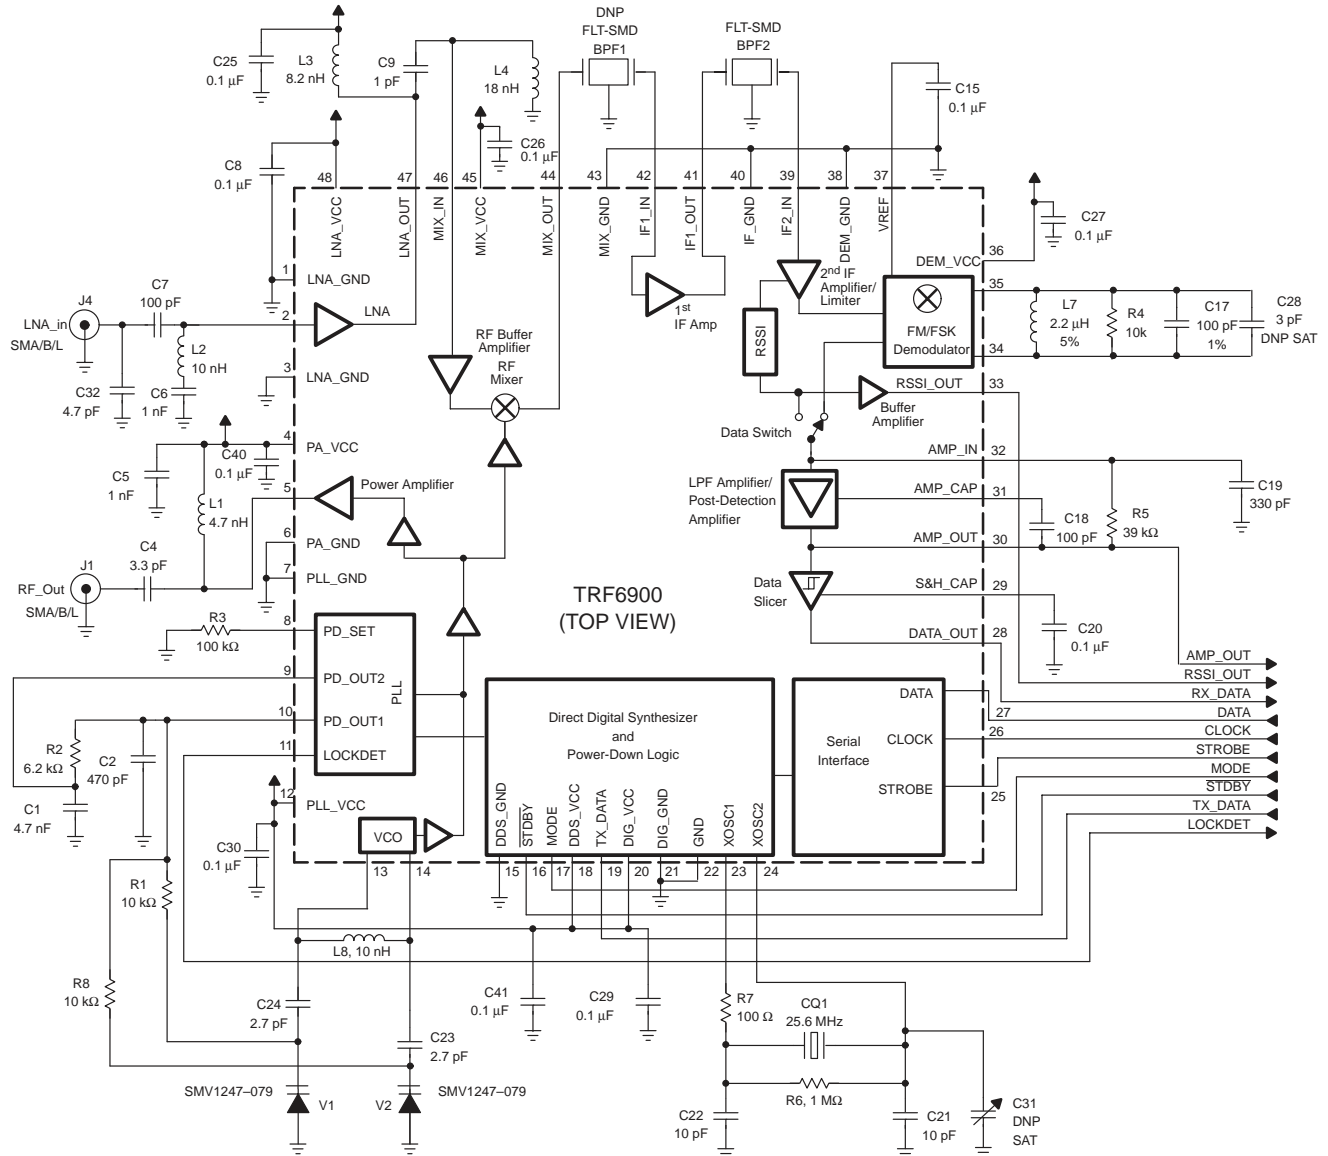 DNP
FLT-SMD
BPF1
FLT-SMD
BPF2
C25
0.1 μF
L3
8.2 nH
C9
1 pF
L4
18 nH
C15
0.1 μF
C26
0.1 μF
C8
0.1 μF
48
47
46
45
44
43
42
41
40
39
38
37
LNA_VCC
LNA_OUT
MIX_IN
MIX_VCC
MIX_OUT
MIX_GND
IF1_IN
IF1_OUT
IF_GND
IF2_IN
DEM_GND
VREF
C27
0.1 μF
36
DEM_VCC
1
LNA_GND
C7
100 pF
J4
LNA_in
SMA/B/L
2
LNA
L2
10 nH
3
LNA_GND
C32
4.7 pF
C6
1 nF
RF Buffer
Amplifier
RF
Mixer
1st
IF Amp
2nd IF
Amplifier/
Limiter
RSSI
FM/FSK
Demodulator
35
34
L7
2.2 μH
5%
R4
10k
C17
100 pF
1%
C28
3 pF
DNP SAT
RSSI_OUT
33
Buffer
Amplifier
Data Switch
4
PA_VCC
C40
0.1 μF
C5
1 nF
L1
4.7 nH
5
Power Amplifier
AMP_IN
32
LPF Amplifier/
Post-Detection
Amplifier
AMP_CAP
31
C19
330 pF
C18
100 pF
R5
39 kΩ
AMP_OUT
30
6
PA_GND
7
PLL_GND
C4
3.3 pF
J1
RF_Out
SMA/B/L
TRF6900
(TOP VIEW)
Data
Slicer
S&H_CAP
29
DATA_OUT
28
C20
0.1 μF
R3
100 kΩ
8
PD_SET
9
PD_OUT2
PLL
10
PD_OUT1
11
LOCKDET
R2
6.2 kΩ
C2
470 pF
C1
4.7 nF
12
PLL_VCC
C30
0.1 μF
VCO
13
14
Direct Digital Synthesizer
and
Power-Down Logic
DDS_GND
STDBY
MODE
DDS_VCC
TX_DATA
DIG_VCC
DIG_GND
GND
XOSC1
XOSC2
15
16
17
18
19
20
21
22
23
24
Serial
Interface
DATA
CLOCK
STROBE
27
26
25
AMP_OUT
RSSI_OUT
RX_DATA
DATA
CLOCK
STROBE
MODE
STDBY
TX_DATA
LOCKDET
R1
10 kΩ
R8
10 kΩ
L8, 10 nH
C24
2.7 pF
C23
2.7 pF
C41
0.1 μF
C29
0.1 μF
R7
100 Ω
CQ1
25.6 MHz
R6, 1 MΩ
C22
10 pF
C21
10 pF
C31
DNP
SAT
SMV1247–079
V1
V2
SMV1247–079